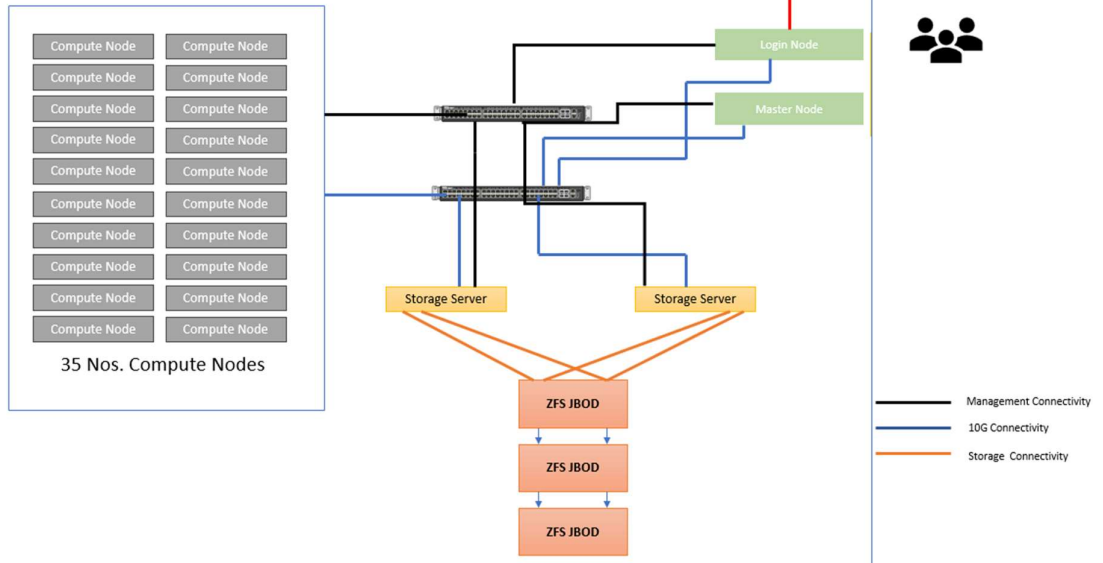 Compute Node Compute Node
Compute Node Compute Node
Compute Node Compute Node
Compute Node Compute Node
Compute Node Compute Node
Compute Node Compute Node
Compute Node Compute Node
Compute Node Compute Node
Compute Node Compute Node
Compute Node Compute Node
35 Nos. Compute Nodes
Login Node
Master Node
Storage Server
Storage Server
ZFS JBOD
ZFS JBOD
ZFS JBOD
Management Connectivity
10G Connectivity
Storage Connectivity